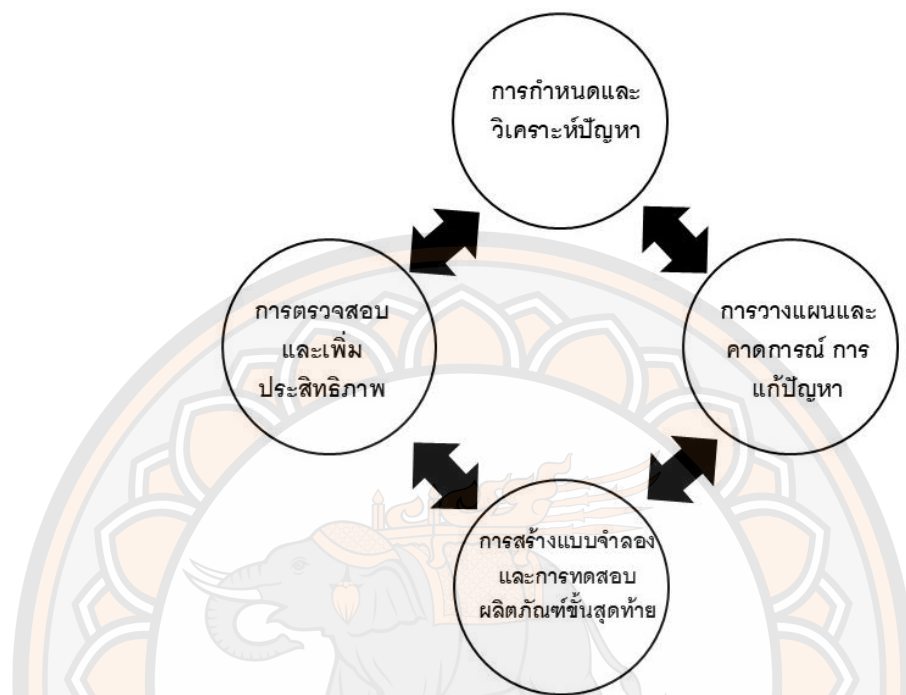 การกำหนดและ
วิเคราะห์ปัญหา
การตรวจสอบ
และเพิ่ม
ประสิทธิภาพ
การวางแผนและ
คาดการณ์ การ
แก้ปัญหา
การสร้างแบบจำลอง
และการทดสอบ
ผลิตภัณฑ์ขั้นสุดท้าย